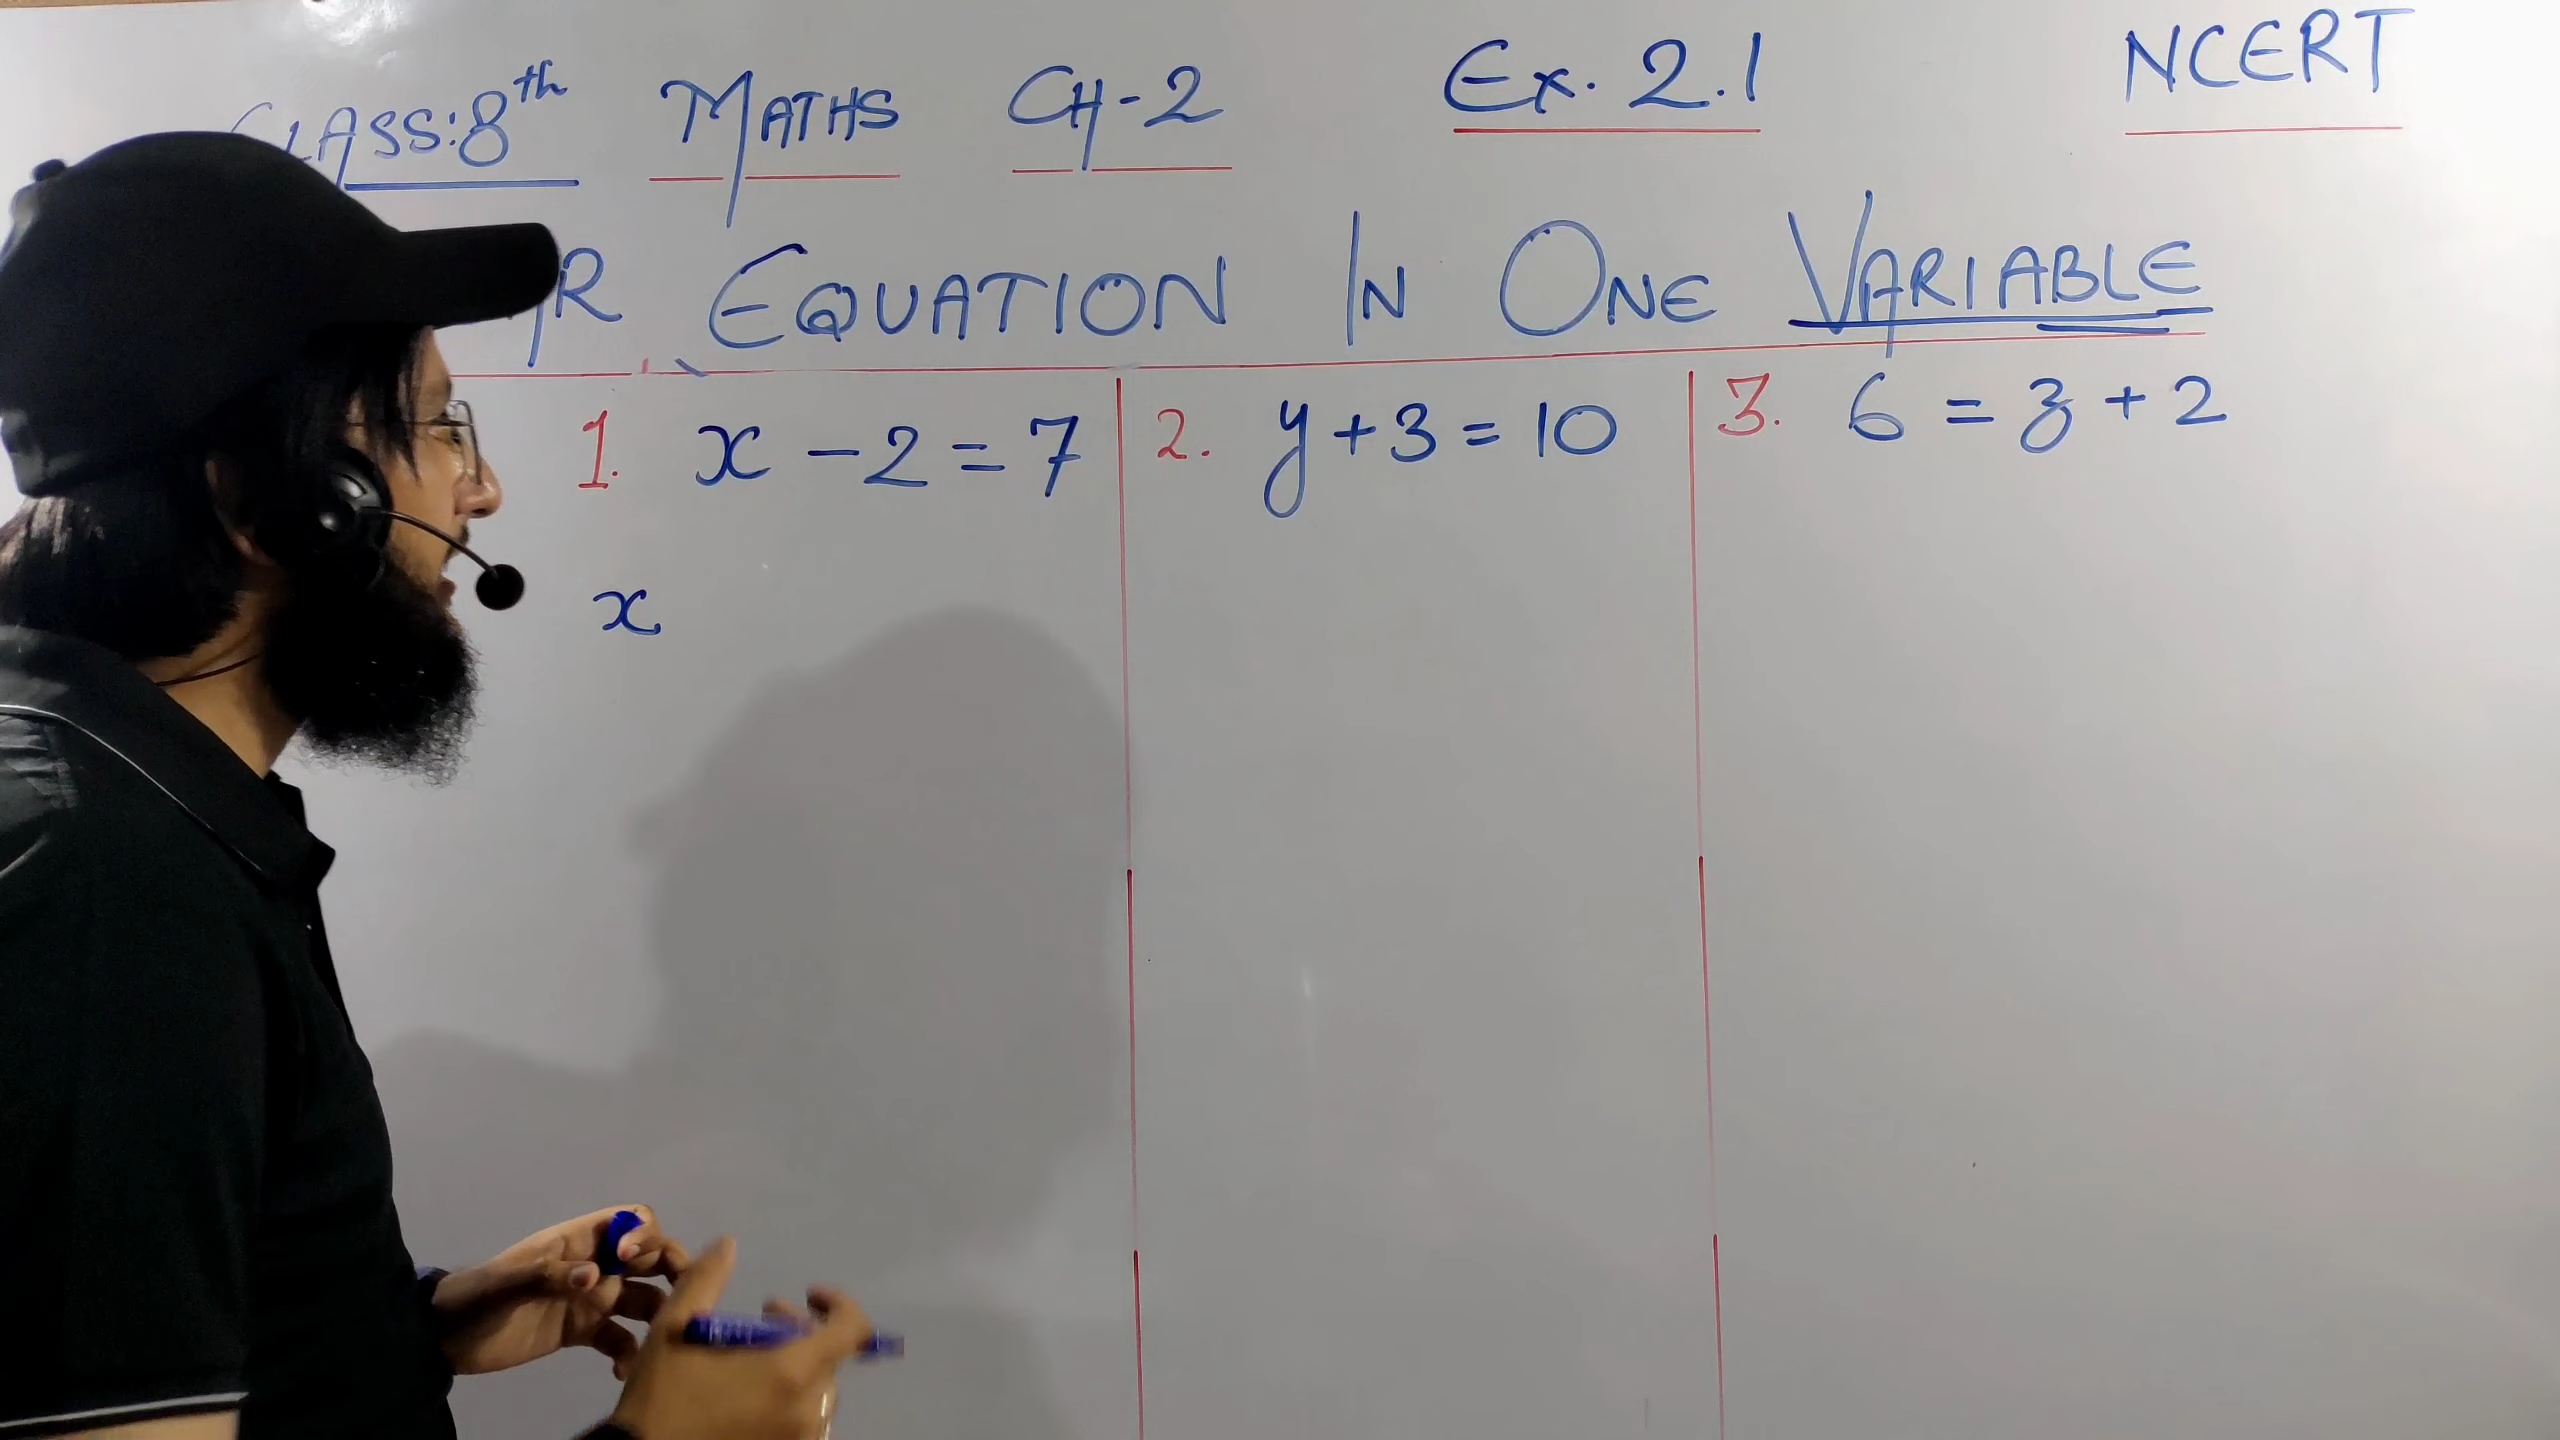 CLASS:8th MATHS CH-2 Ex. 2.1 NCERT
EQUATION IN ONE VARIABLE
1. x - 2 = 7
2. y + 3 = 10
3. 6 = z + 2
x